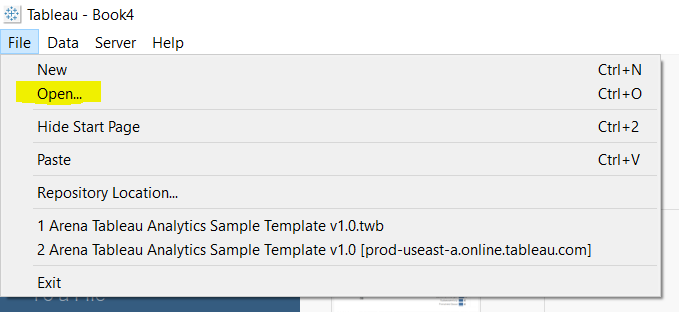 Tableau - Book4
File Data Server Help
New Ctrl+N
Open... Ctrl+O
Hide Start Page Ctrl+2
Paste Ctrl+V
Repository Location...
1 Arena Tableau Analytics Sample Template v1.0.twb
2 Arena Tableau Analytics Sample Template v1.0 [prod-useast-a.online.tableau.com]
Exit
To a File